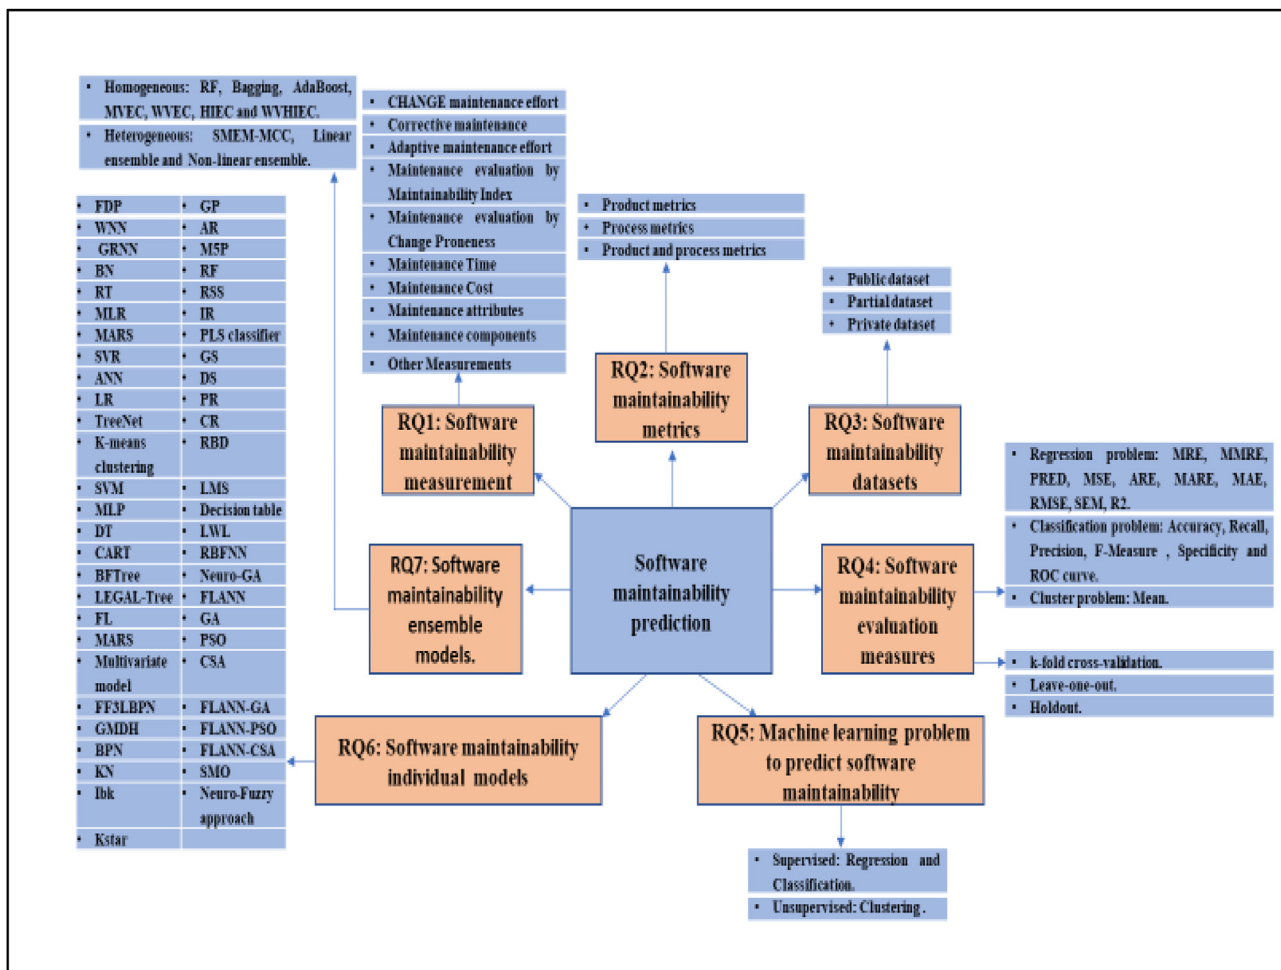 • Homogeneous: RF, Bagging, AdaBoost,
MVEC, WVEC, HIEC and WVHIEC.
• Heterogeneous: SMEM-MCC, Linear
ensemble and Non-linear ensemble.
• CHANGE maintenance effort
• Corrective maintenance
• Adaptive maintenance effort
• Maintenance evaluation by
Maintainability Index
• Maintenance evaluation by
Change Proneness
• Maintenance Time
• Maintenance Cost
• Maintenance attributes
• Maintenance components
• Other Measurements
• Product metrics
• Process metrics
• Product and process metrics
• Public dataset
• Partial dataset
• Private dataset
• FDP
• WNN
• GRNN
• BN
• RT
• MLR
• MARS
• SVR
• ANN
• LR
• TreeNet
• K-means
clustering
• SVM
• MLP
• DT
• CART
• BFTree
• LEGAL-Tree
• FL
• MARS
• Multivariate
model
• FF3LBPN
• GMDH
• BPN
• KN
• Ibk
• Kstar
• GP
• AR
• M5P
• RF
• RSS
• IR
• PLS classifier
• GS
• DS
• PR
• CR
• RBD
• LMS
• Decision table
• LWL
• RBFNN
• Neuro-GA
• FLANN
• GA
• PSO
• CSA
• FLANN-GA
• FLANN-PSO
• FLANN-CSA
• SMO
• Neuro-Fuzzy
approach
RQ1: Software
maintainability
measurement
RQ2: Software
maintainability
metrics
RQ3: Software
maintainability
datasets
RQ7: Software
maintainability
ensemble
models.
Software
maintainability
prediction
RQ4: Software
maintainability
evaluation
measures
• Regression problem: MRE, MMRE,
PRED, MSE, ARE, MARE, MAE,
RMSE, SEM, R2.
• Classification problem: Accuracy, Recall,
Precision, F-Measure , Specificity and
ROC curve.
• Cluster problem: Mean.
• k-fold cross-validation.
• Leave-one-out.
• Holdout.
RQ6: Software maintainability
individual models
RQ5: Machine learning problem
to predict software
maintainability
• Supervised: Regression and
Classification.
• Unsupervised: Clustering .